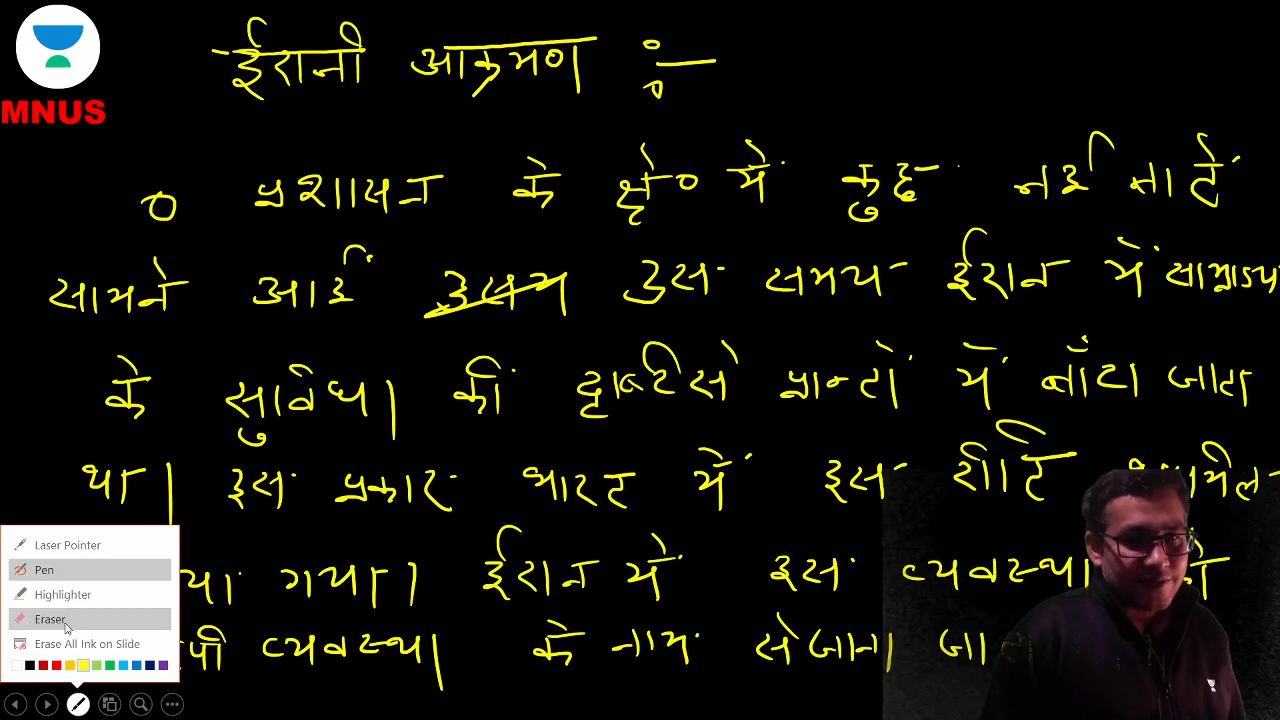 MNUS
ईरानी आक्रमण :-
० प्रशासन के क्षेत्र में कुछ नई बातें
सामने आईं उस समय ईरान में साम्राज्य
के सुविधा की दृष्टि से प्रान्तों में बाँटा जाता
था। इस प्रकार भारत में इस रीति
गया। ईरान में इस व्यवस्था
व्यवस्था के नाम से जाना
Laser Pointer
Pen
Highlighter
Eraser
Erase All Ink on Slide